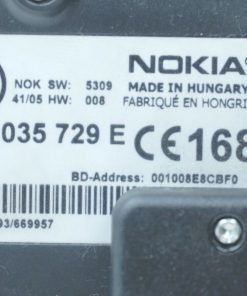 NOKIA
NOK SW: 5309
MADE IN HUNGARY
41/05 HW: 008
FABRIQUÉ EN HONGRI
035 729 E CE168
BD-Address: 001008E8CBF0
93/669957